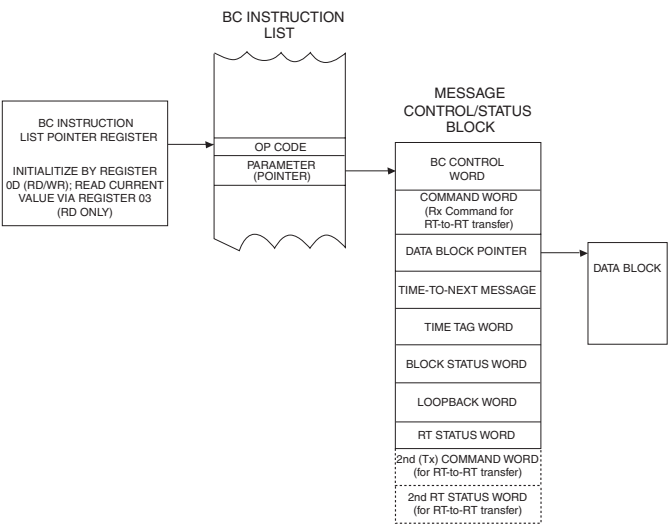 BC INSTRUCTION
LIST
BC INSTRUCTION
LIST POINTER REGISTER
INITIALITIZE BY REGISTER
0D (RD/WR); READ CURRENT
VALUE VIA REGISTER 03
(RD ONLY)
OP CODE
PARAMETER
(POINTER)
MESSAGE
CONTROL/STATUS
BLOCK
BC CONTROL
WORD
COMMAND WORD
(Rx Command for
RT-to-RT transfer)
DATA BLOCK POINTER
TIME-TO-NEXT MESSAGE
TIME TAG WORD
BLOCK STATUS WORD
LOOPBACK WORD
RT STATUS WORD
2nd (Tx) COMMAND WORD
(for RT-to-RT transfer)
2nd RT STATUS WORD
(for RT-to-RT transfer)
DATA BLOCK